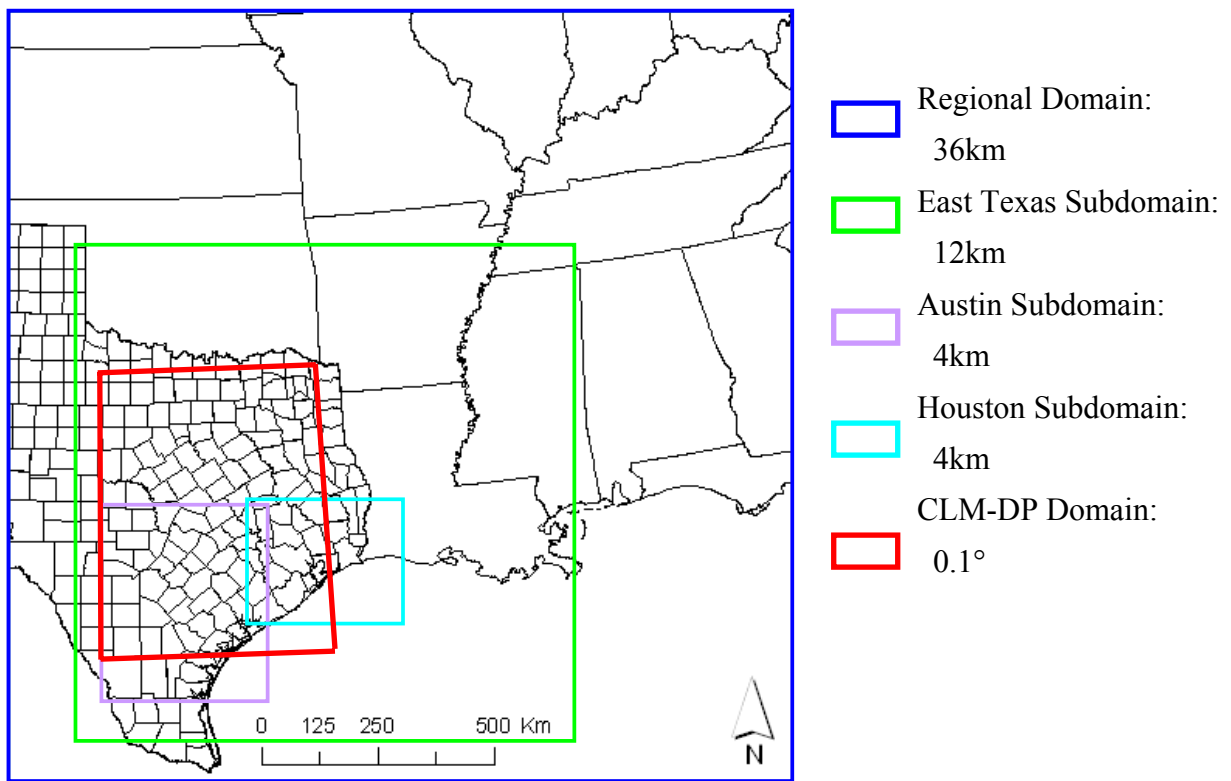 Regional Domain:
36km
East Texas Subdomain:
12km
Austin Subdomain:
4km
Houston Subdomain:
4km
CLM-DP Domain:
0.1°
0 125 250 500 Km
N